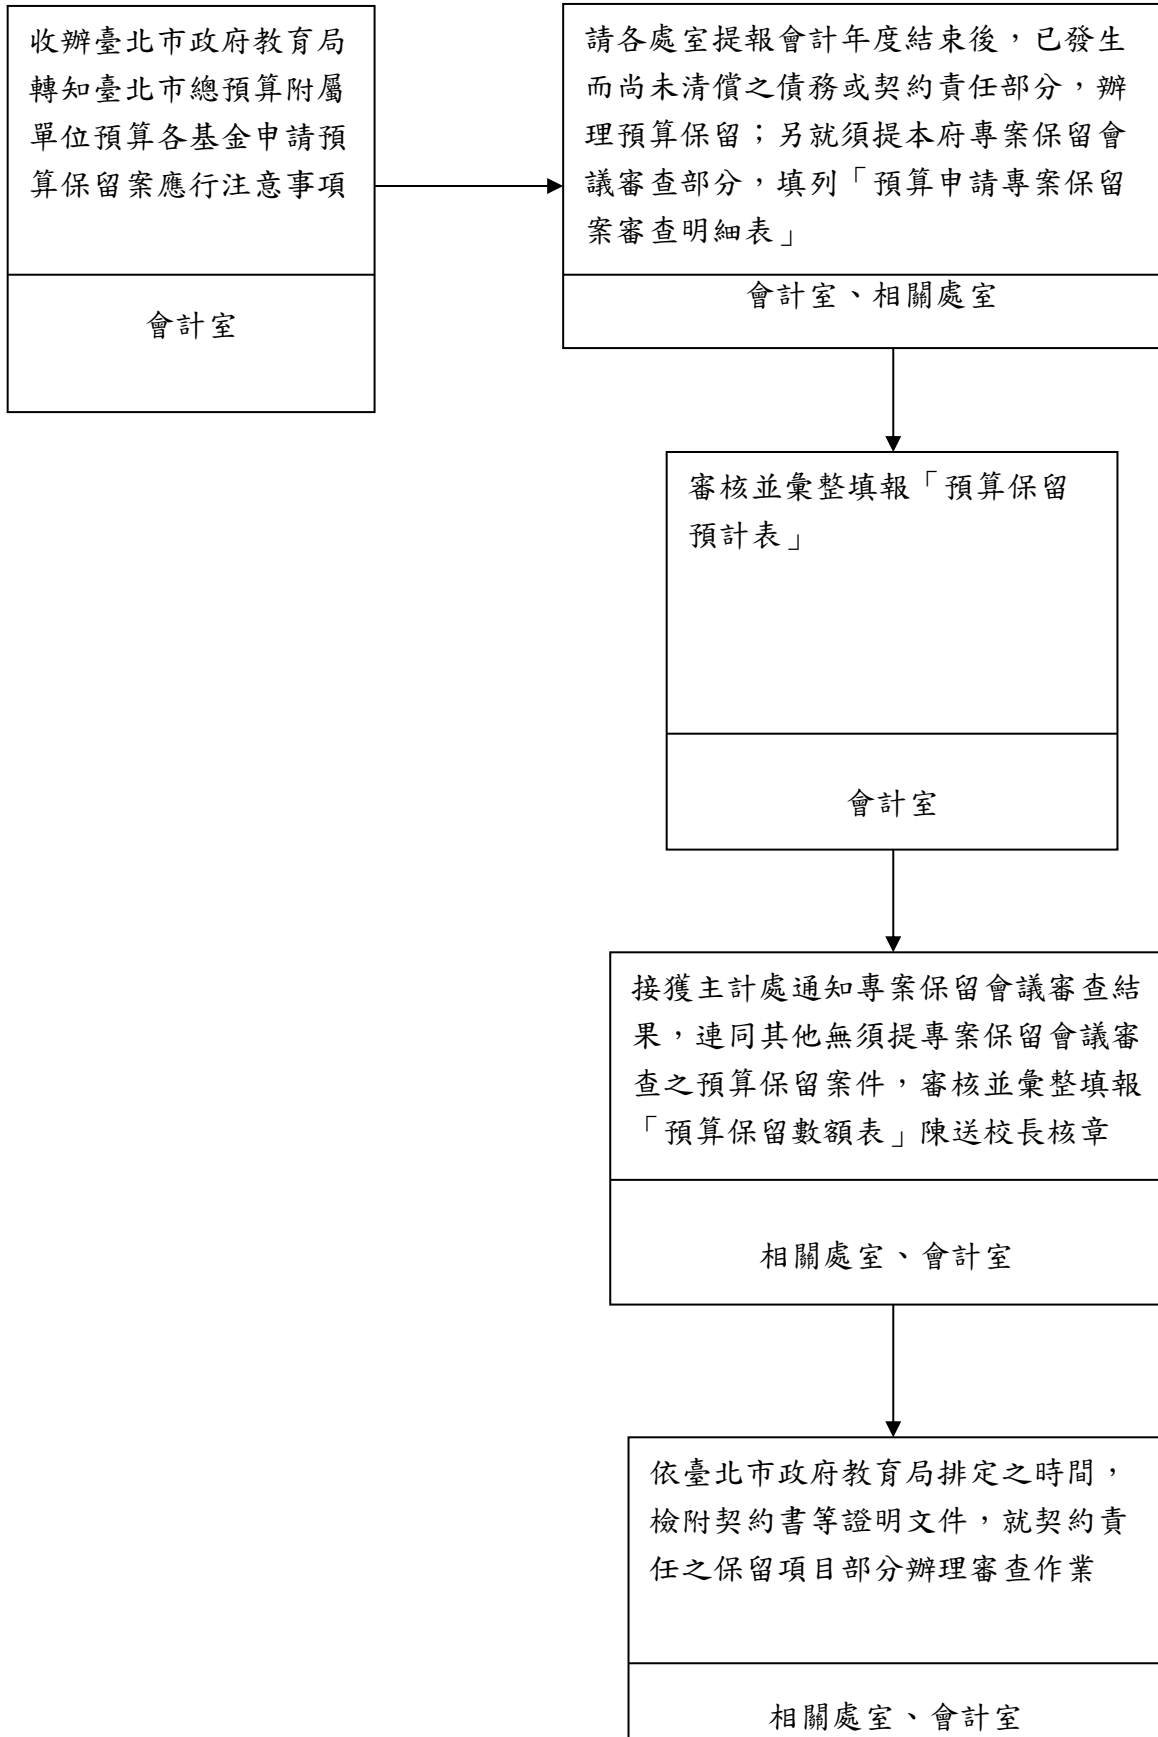 收辦臺北市政府教育局
轉知臺北市總預算附屬
單位預算各基金申請預
算保留案應行注意事項
會計室
請各處室提報會計年度結束後，已發生
而尚未清償之債務或契約責任部分，辦
理預算保留；另就須提本府專案保留會
議審查部分，填列「預算申請專案保留
案審查明細表」
會計室、相關處室
審核並彙整填報「預算保留
預計表」
會計室
接獲主計處通知專案保留會議審查結
果，連同其他無須提專案保留會議審
查之預算保留案件，審核並彙整填報
「預算保留數額表」陳送校長核章
相關處室、會計室
依臺北市政府教育局排定之時間，
檢附契約書等證明文件，就契約責
任之保留項目部分辦理審查作業
相關處室、會計室